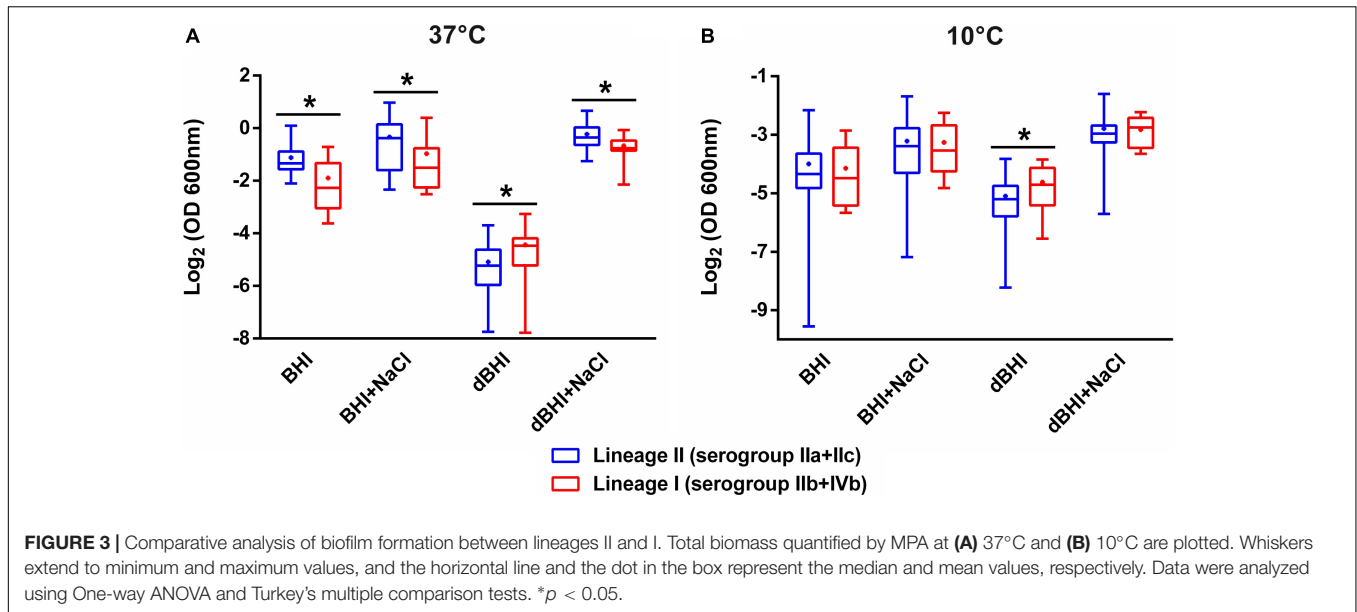 A
37°C
B
10°C
Log2 (OD 600nm)
2
0
-2
-4
-6
-8
*
*
*
*
BHI
BHI+NaCl
dBHI
dBHI+NaCl
Log2 (OD 600nm)
-1
-3
-5
-7
-9
*
BHI
BHI+NaCl
dBHI
dBHI+NaCl
Lineage II (serogroup IIa+IIc)
Lineage I (serogroup IIb+IVb)
FIGURE 3 | Comparative analysis of biofilm formation between lineages II and I. Total biomass quantified by MPA at (A) 37°C and (B) 10°C are plotted. Whiskers
extend to minimum and maximum values, and the horizontal line and the dot in the box represent the median and mean values, respectively. Data were analyzed
using One-way ANOVA and Turkey's multiple comparison tests. *p < 0.05.